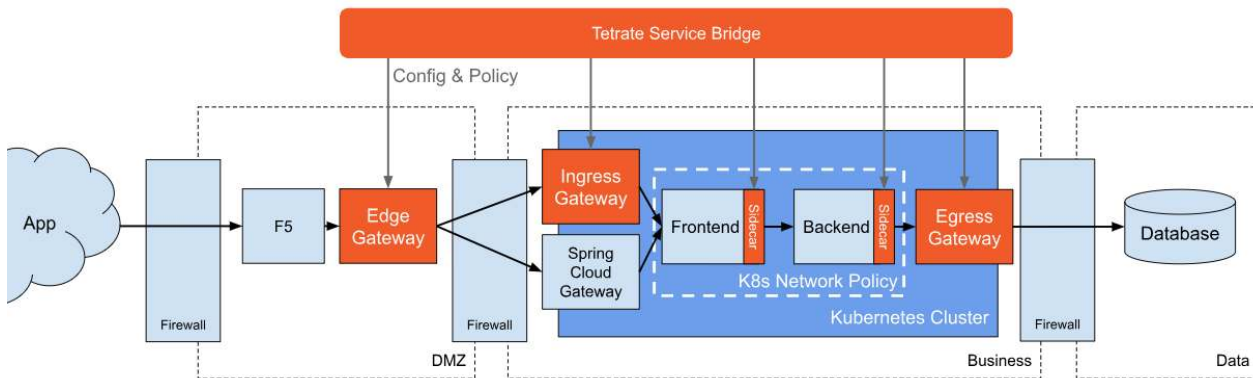 Tetrate Service Bridge
Config & Policy
App
Firewall
F5
Edge
Gateway
DMZ
Firewall
Ingress
Gateway
Spring
Cloud
Gateway
Frontend
Sidecar
Backend
Sidecar
K8s Network Policy
Egress
Gateway
Kubernetes Cluster
Business
Firewall
Database
Data